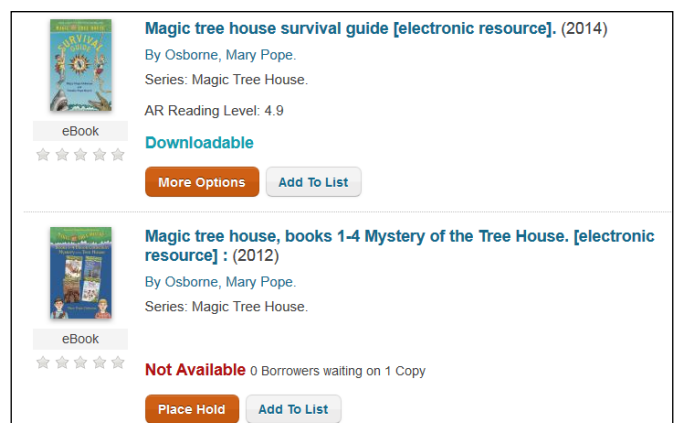 Magic tree house survival guide [electronic resource]. (2014)
By Osborne, Mary Pope.
Series: Magic Tree House.
AR Reading Level: 4.9
eBook
Downloadable
More Options
Add To List
Magic tree house, books 1-4 Mystery of the Tree House. [electronic
resource] : (2012)
By Osborne, Mary Pope.
Series: Magic Tree House.
eBook
Not Available 0 Borrowers waiting on 1 Copy
Place Hold
Add To List
SURVIVAL
GUIDE